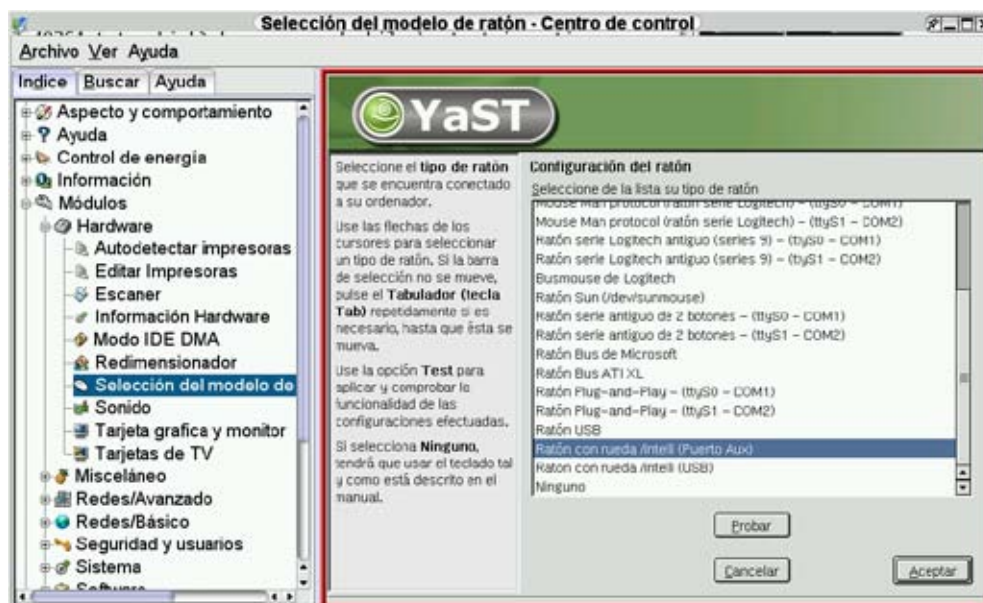 Selección del modelo de ratón - Centro de control
Archivo Ver Ayuda
Indice Buscar Ayuda
Aspecto y comportamiento
Ayuda
Control de energía
Información
Módulos
Hardware
Autodetectar impresoras
Editar Impresoras
Escaner
Información Hardware
Modo IDE DMA
Redimensionador
Selección del modelo de
Sonido
Tarjeta grafica y monitor
Tarjetas de TV
Misceláneo
Redes/Avanzado
Redes/Básico
Seguridad y usuarios
Sistema
Software
YaST
Seleccione el tipo de ratón
que se encuentra conectado
a su ordenador.
Use las flechas de los
cursores para seleccionar
un tipo de ratón. Si la barra
de selección no se mueve,
pulse el Tabulador (tecla
Tab) repetidamente si es
necesario, hasta que ésta se
mueva.
Use la opción Test para
aplicar y comprobar la
funcionalidad de las
configuraciones efectuadas.
Si selecciona Ninguno,
tendrá que usar el teclado tal
y como está descrito en el
manual.
Configuración del ratón
Seleccione de la lista su tipo de ratón
Mouse Man protocol (ratón serie Logitech) - (ttyS0 - COM1)
Mouse Man protocol (ratón serie Logitech) - (ttyS1 - COM2)
Ratón serie Logitech antiguo (series 9) - (ttyS0 - COM1)
Ratón serie Logitech antiguo (series 9) - (ttyS1 - COM2)
Busmouse de Logitech
Ratón Sun (/dev/sunmouse)
Ratón serie antiguo de 2 botones - (ttyS0 - COM1)
Ratón serie antiguo de 2 botones - (ttyS1 - COM2)
Ratón Bus de Microsoft
Ratón Bus ATI XL
Ratón Plug-and-Play - (ttyS0 - COM1)
Ratón Plug-and-Play - (ttyS1 - COM2)
Ratón USB
Ratón con rueda /Intelli (Puerto Aux)
Raton con rueda /Intelli (USB)
Ninguno
Probar
Cancelar
Aceptar